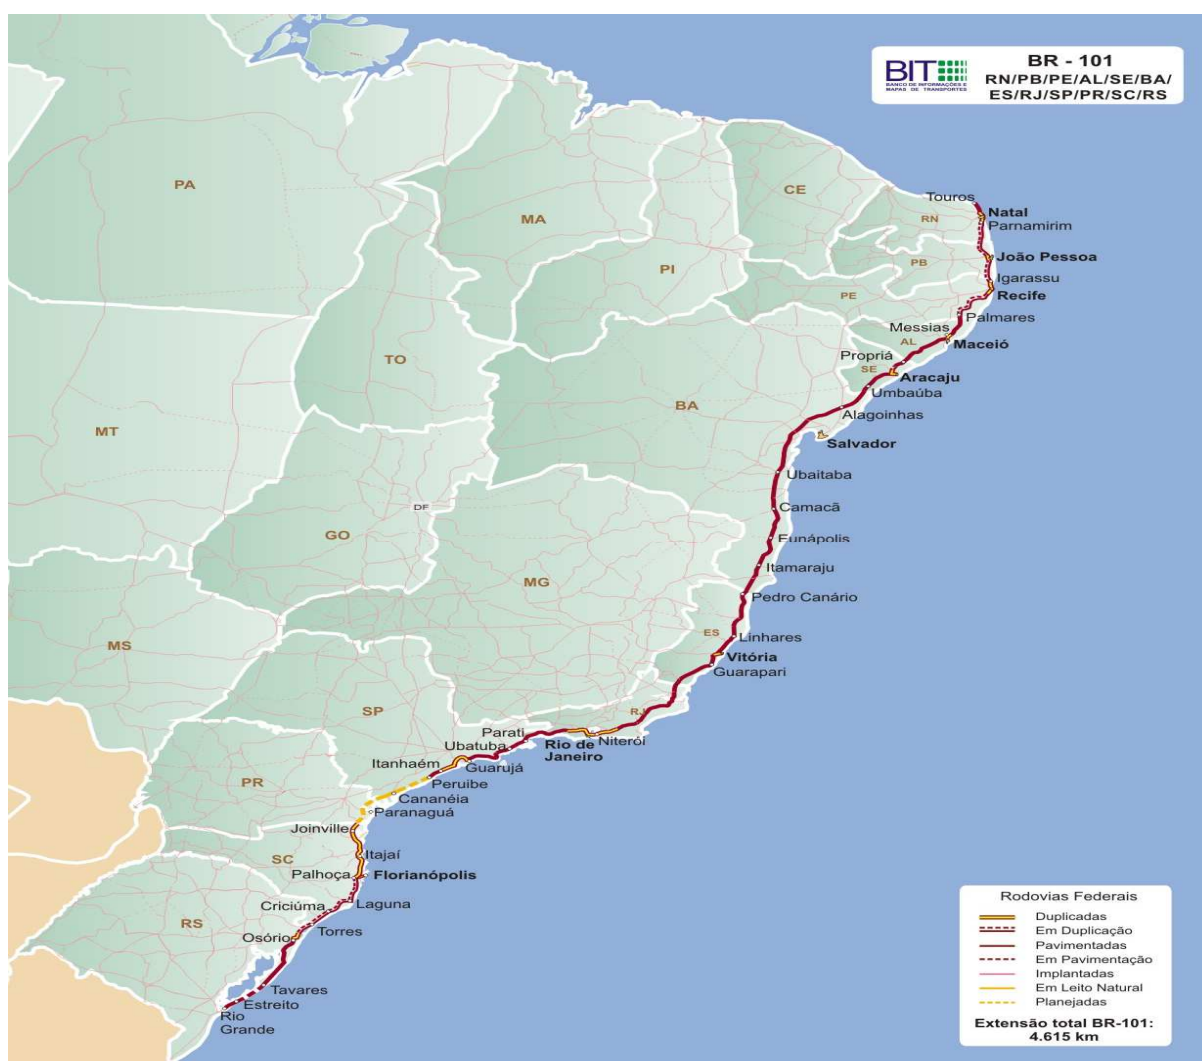 BIT
BANCO DE INFORMAÇÕES E
MAPAS DE TRANSPORTES
BR - 101
RN/PB/PE/AL/SE/BA/
ES/RJ/SP/PR/SC/RS
PA
MA
CE
PI
RN
PB
PE
AL
SE
TO
BA
MT
GO
DF
MG
ES
MS
SP
RJ
PR
SC
RS
Touros
Natal
Parnamirim
João Pessoa
Igarassu
Recife
Palmares
Messias
Maceió
Propriá
Aracaju
Umbaúba
Alagoinhas
Salvador
Ubaitaba
Camacã
Eunápolis
Itamaraju
Pedro Canário
Linhares
Vitória
Guarapari
Parati
Niterói
Rio de
Janeiro
Ubatuba
Guarujá
Itanhaém
Peruibe
Cananéia
Paranaguá
Joinville
Itajaí
Palhoça
Florianópolis
Laguna
Criciúma
Torres
Osório
Tavares
Estreito
Rio
Grande
Rodovias Federais
Duplicadas
Em Duplicação
Pavimentadas
Em Pavimentação
Implantadas
Em Leito Natural
Planejadas
Extensão total BR-101:
4.615 km